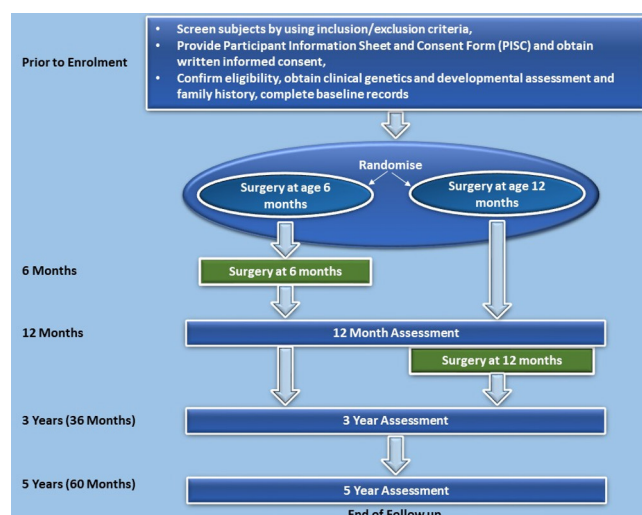 Prior to Enrolment
• Screen subjects by using inclusion/exclusion criteria,
• Provide Participant Information Sheet and Consent Form (PISC) and obtain
written informed consent,
• Confirm eligibility, obtain clinical genetics and developmental assessment and
family history, complete baseline records
Randomise
Surgery at age 6
months
Surgery at age 12
months
6 Months
Surgery at 6 months
12 Months
12 Month Assessment
Surgery at 12 months
3 Years (36 Months)
3 Year Assessment
5 Years (60 Months)
5 Year Assessment
End of Follow up